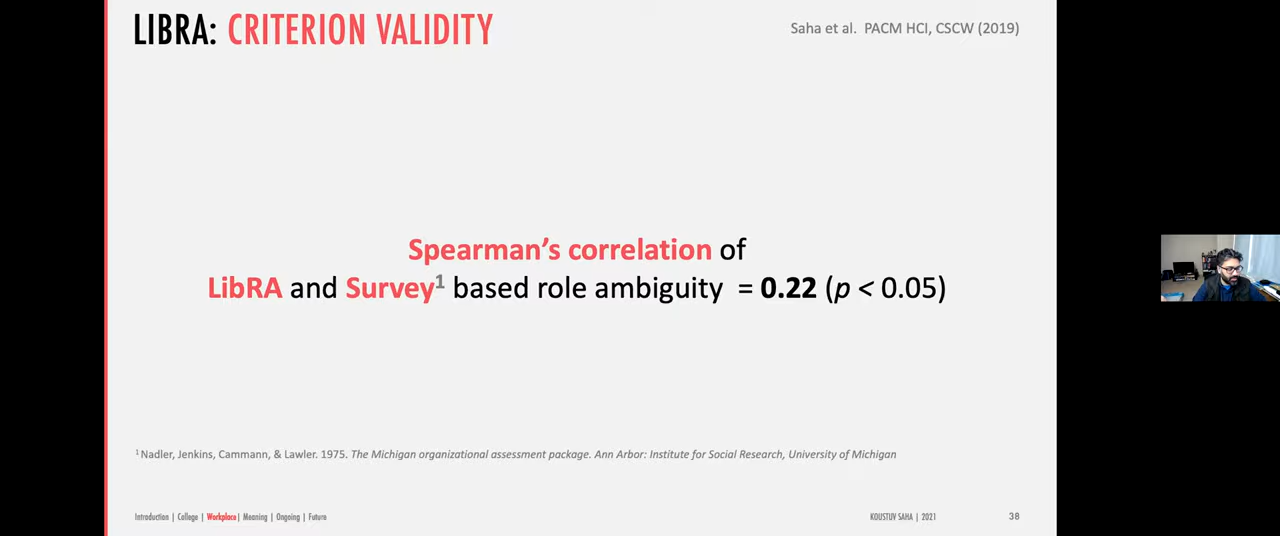 LIBRA: CRITERION VALIDITY
Saha et al. PACM HCI, CSCW (2019)
Spearman's correlation of
LibRA and Survey¹ based role ambiguity = 0.22 (p < 0.05)
¹ Nadler, Jenkins, Cammann, & Lawler. 1975. The Michigan organizational assessment package. Ann Arbor: Institute for Social Research, University of Michigan
Introduction | College | Workplace | Meaning | Ongoing | Future
KOUSTUV SAHA | 2021
38